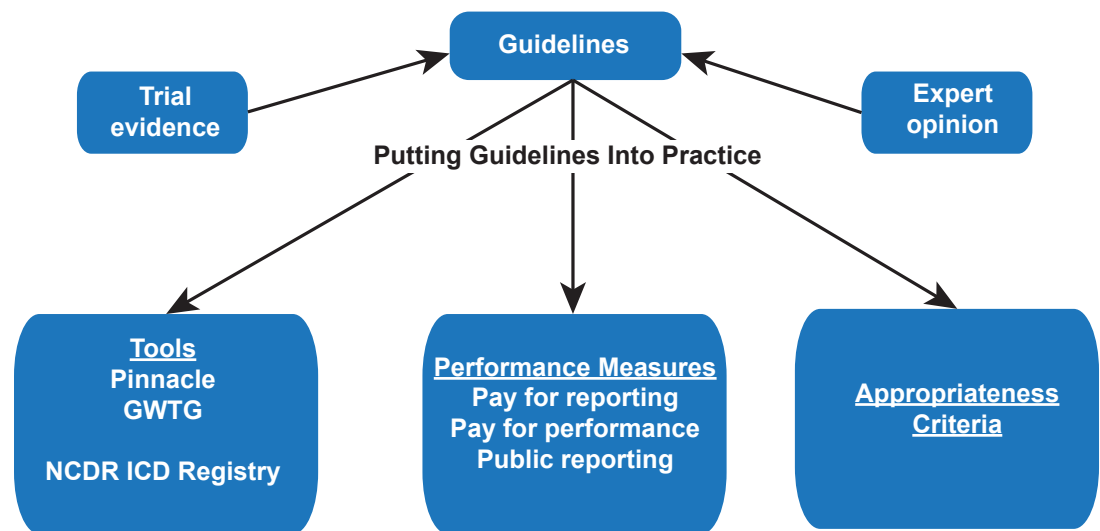 Guidelines
Trial
evidence
Expert
opinion
Putting Guidelines Into Practice
Tools
Pinnacle
GWTG
NCDR ICD Registry
Performance Measures
Pay for reporting
Pay for performance
Public reporting
Appropriateness
Criteria